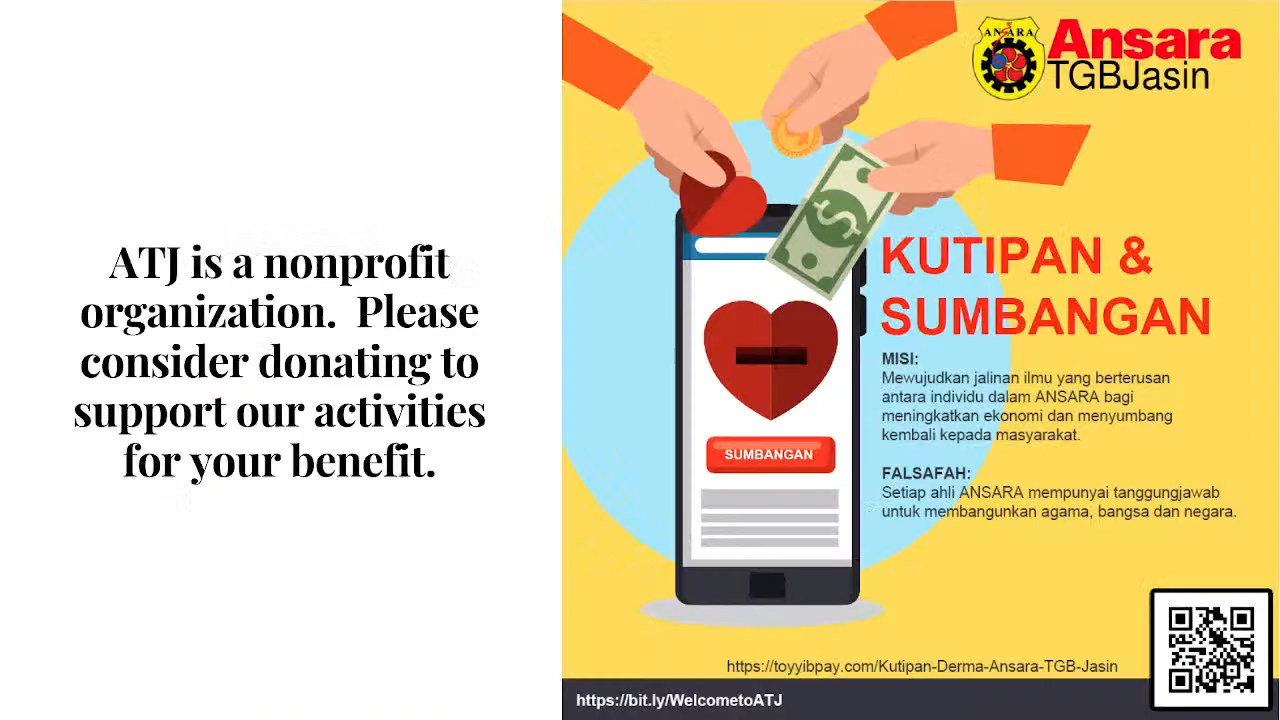 ATJ is a nonprofit
organization.  Please
consider donating to
support our activities
for your benefit.
ANSARA
Ansara
TGBJasin
KUTIPAN &
SUMBANGAN
MISI:
Mewujudkan jalinan ilmu yang berterusan
antara individu dalam ANSARA bagi
meningkatkan ekonomi dan menyumbang
kembali kepada masyarakat.
FALSAFAH:
Setiap ahli ANSARA mempunyai tanggungjawab
untuk membangunkan agama, bangsa dan negara.
SUMBANGAN
https://toyyibpay.com/Kutipan-Derma-Ansara-TGB-Jasin
https://bit.ly/WelcometoATJ